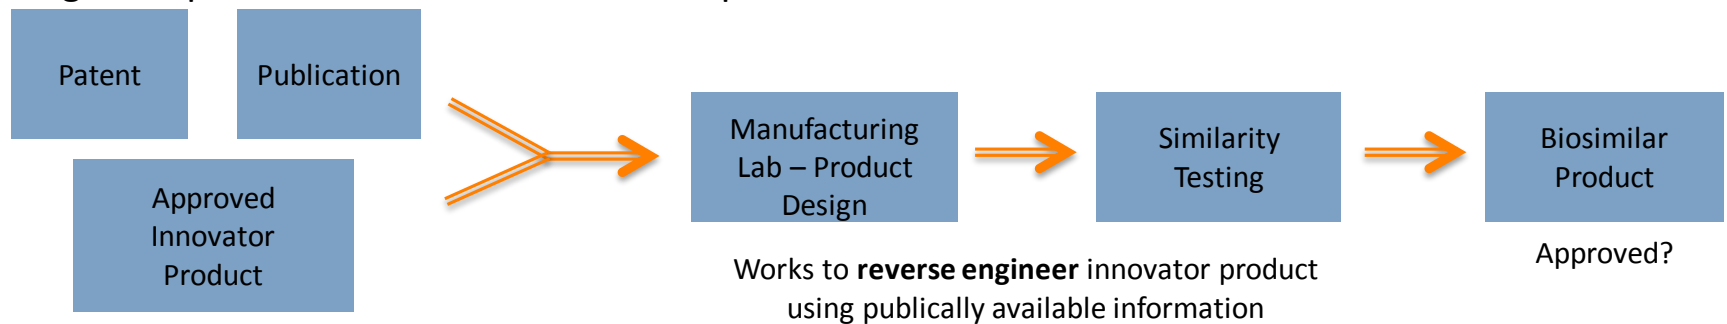 Patent
Publication
Approved
Innovator
Product
Manufacturing
Lab – Product
Design
Similarity
Testing
Biosimilar
Product
Works to reverse engineer innovator product
using publically available information
Approved?